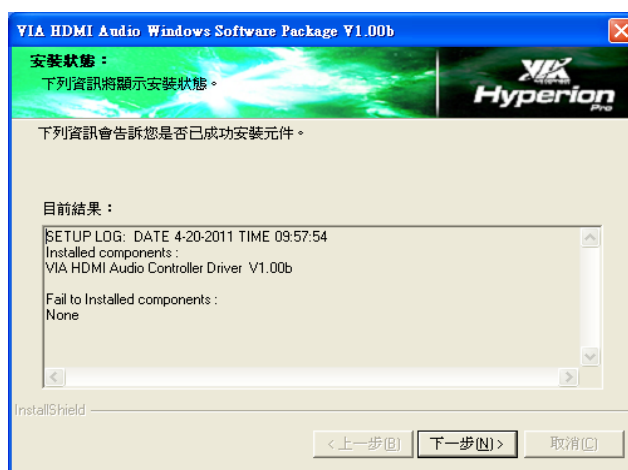 VIA HDMI Audio Windows Software Package V1.00b
安裝狀態：
下列資訊將顯示安裝狀態。
VIA
Hyperion
Pro
下列資訊會告訴您是否已成功安裝元件。
目前結果：
SETUP LOG: DATE 4-20-2011 TIME 09:57:54
Installed components :
VIA HDMI Audio Controller Driver V1.00b
Fail to Installed components :
None
InstallShield
< 上一步(B) 下一步(N) > 取消(C)